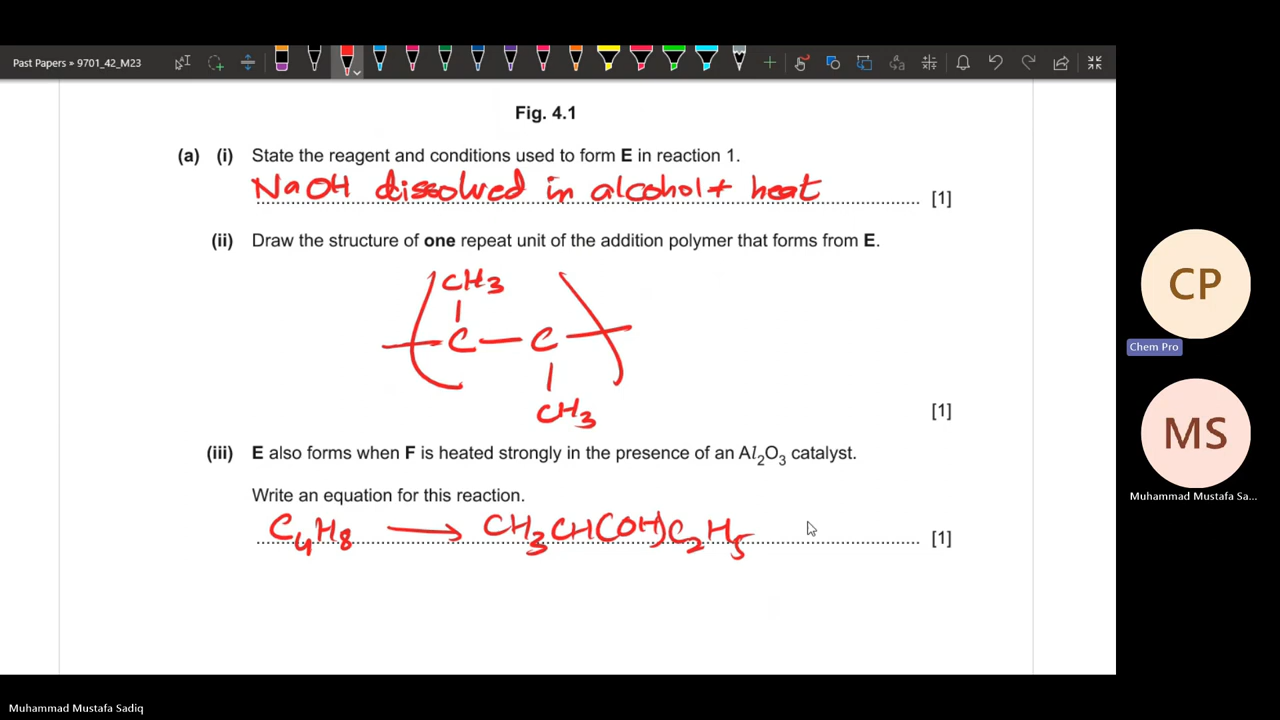 Past Papers ▸ 9701_42_M23
Fig. 4.1
(a) (i) State the reagent and conditions used to form E in reaction 1.
NaOH dissolved in alcohol + heat
[1]
(ii) Draw the structure of one repeat unit of the addition polymer that forms from E.
CH3
C — C
CH3
[1]
(iii) E also forms when F is heated strongly in the presence of an Al2O3 catalyst.
Write an equation for this reaction.
C4H8 → CH3CH(OH)C2H5
[1]
CP
Chem Pro
MS
Muhammad Mustafa Sa...
Muhammad Mustafa Sadiq